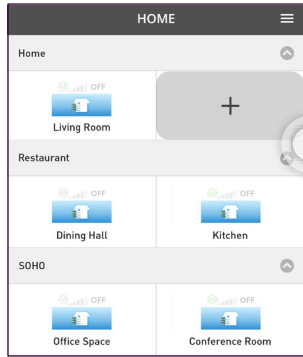 HOME
Home
OFF
Living Room
+
Restaurant
OFF OFF
Dining Hall Kitchen
SOHO
OFF OFF
Office Space Conference Room